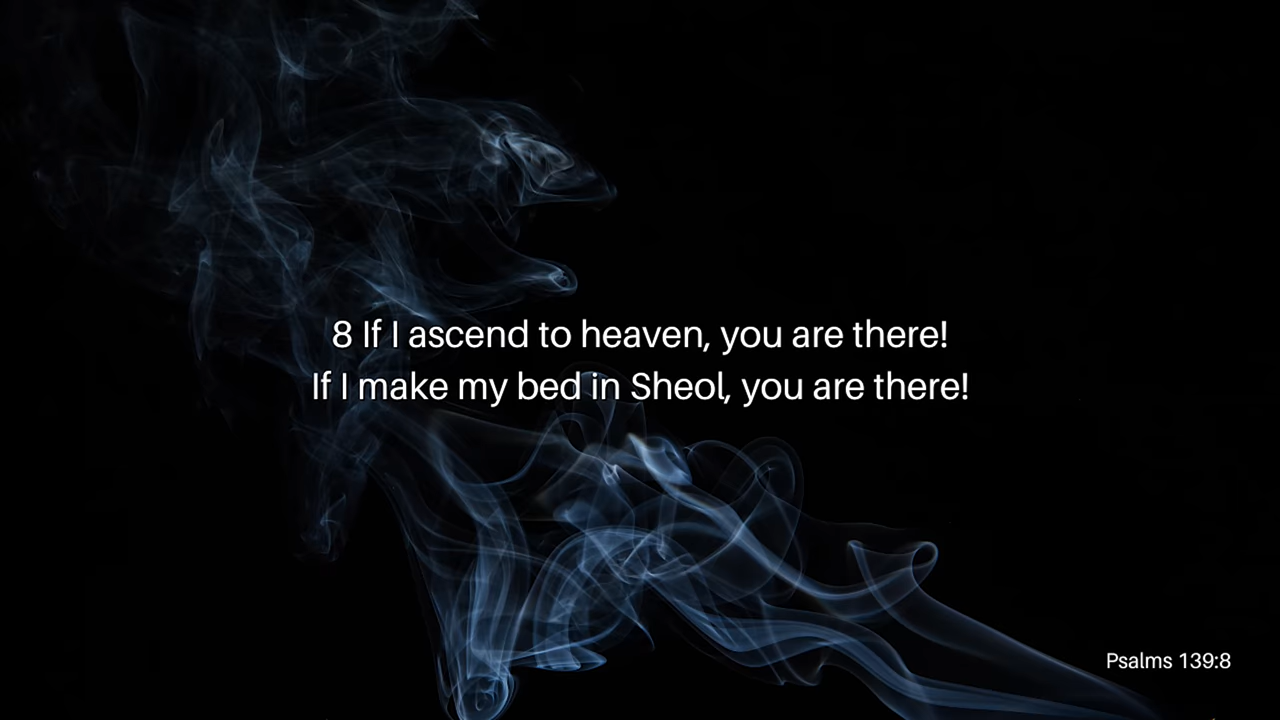 8 If I ascend to heaven, you are there!
If I make my bed in Sheol, you are there!
Psalms 139:8